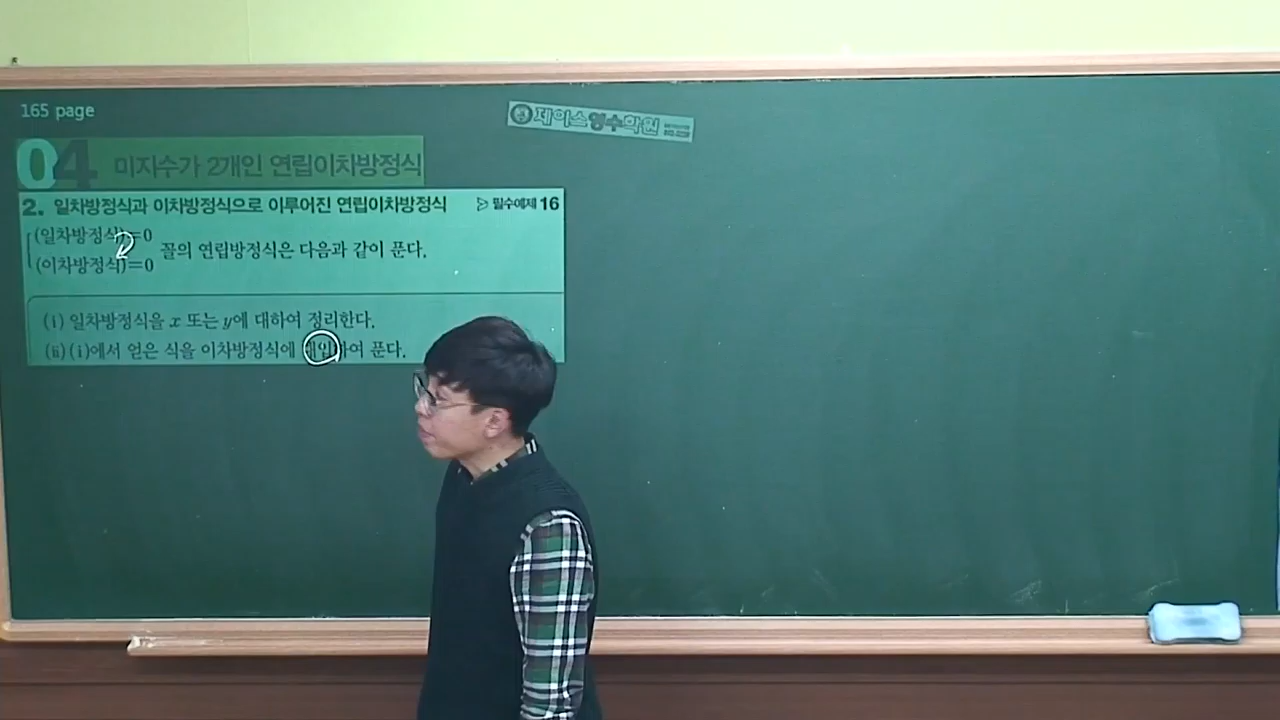 165 page
제이스영수학원
04 미지수가 2개인 연립이차방정식
2. 일차방정식과 이차방정식으로 이루어진 연립이차방정식 필수예제 16
(일차방정식)=0
(이차방정식)=0
꼴의 연립방정식은 다음과 같이 푼다.
(i) 일차방정식을 x 또는 y에 대하여 정리한다.
(ii) (i)에서 얻은 식을 이차방정식에 대입하여 푼다.